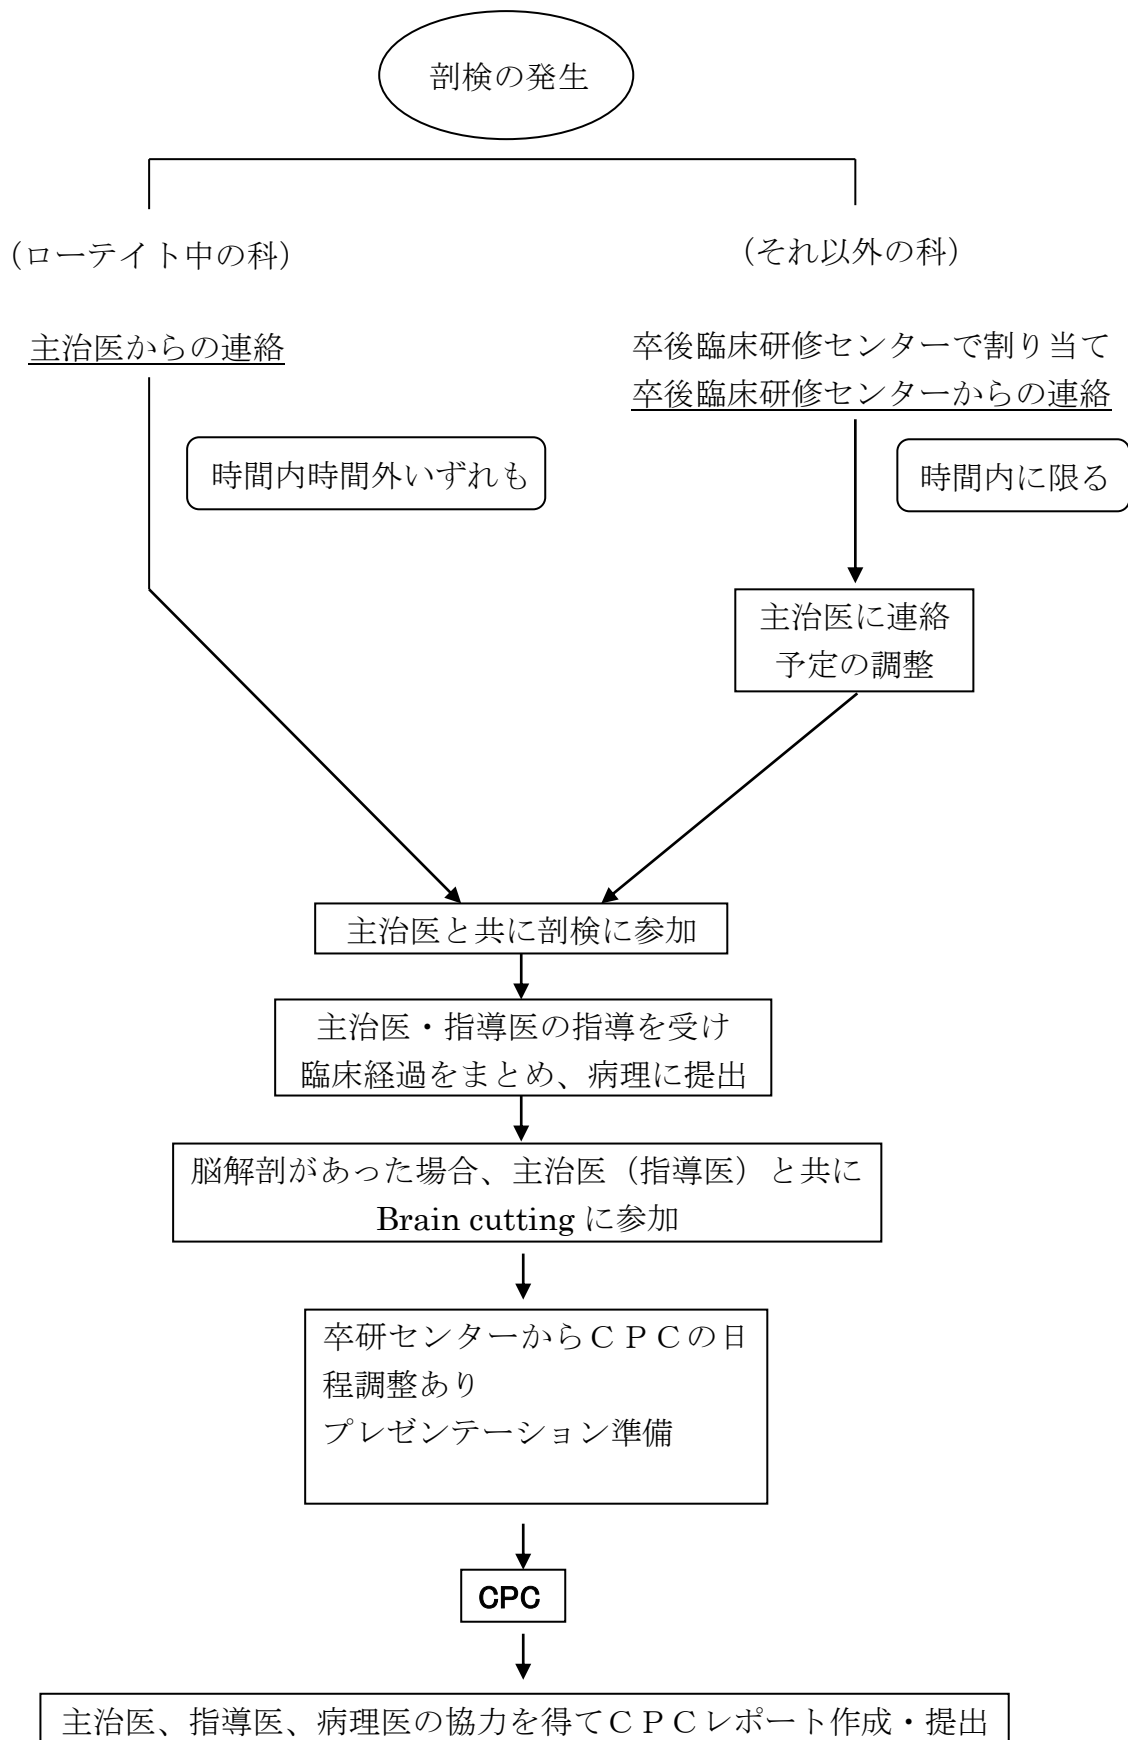 剖検の発生
（ローテイト中の科）
（それ以外の科）
主治医からの連絡
卒後臨床研修センターで割り当て
卒後臨床研修センターからの連絡
時間内時間外いずれも
時間内に限る
主治医に連絡
予定の調整
主治医と共に剖検に参加
主治医・指導医の指導を受け
臨床経過をまとめ、病理に提出
脳解剖があった場合、主治医（指導医）と共に
Brain cutting に参加
卒研センターからＣＰＣの日
程調整あり
プレゼンテーション準備
CPC
主治医、指導医、病理医の協力を得てＣＰＣレポート作成・提出